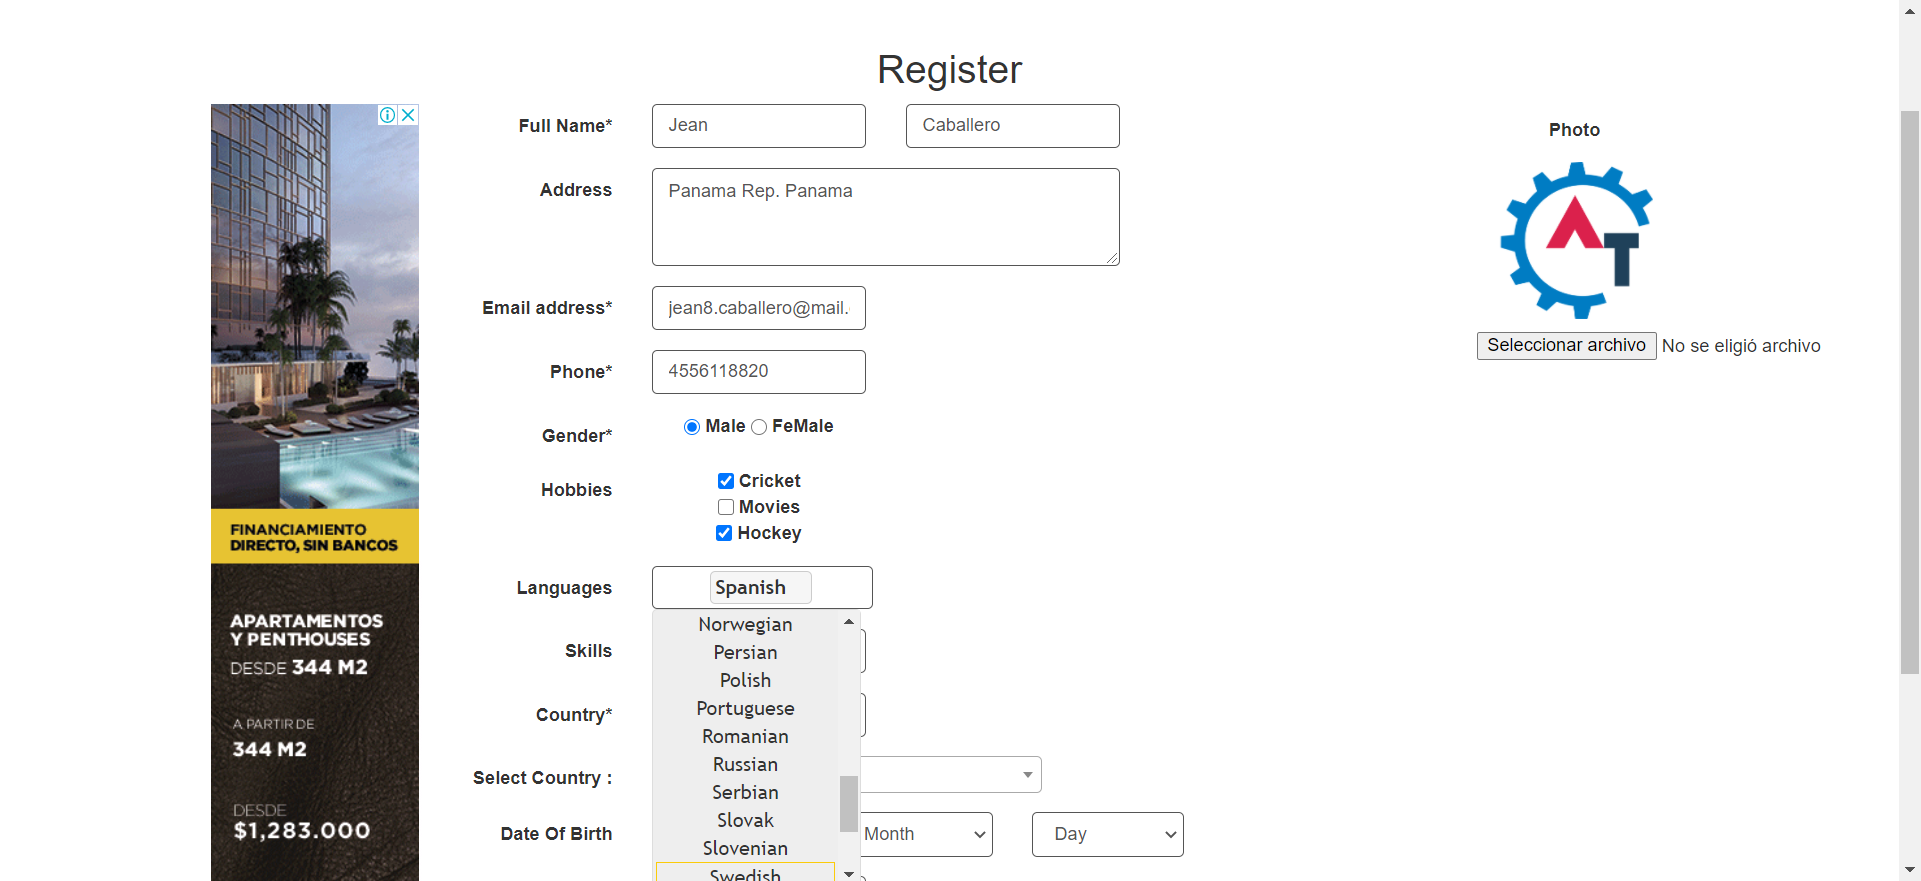 Register
Full Name*
Jean
Caballero
Photo
Address
Panama Rep. Panama
AT
Email address*
jean8.caballero@mail.
Seleccionar archivo No se eligió archivo
Phone*
4556118820
Gender*
Male FeMale
Hobbies
Cricket
Movies
Hockey
Languages
Spanish
Norwegian
Persian
Polish
Portuguese
Romanian
Russian
Serbian
Slovak
Slovenian
Swedish
Skills
Country*
Select Country :
Date Of Birth
Month
Day
FINANCIAMIENTO
DIRECTO, SIN BANCOS
APARTAMENTOS
Y PENTHOUSES
DESDE 344 M2
A PARTIR DE
344 M2
DESDE
$1,283.000